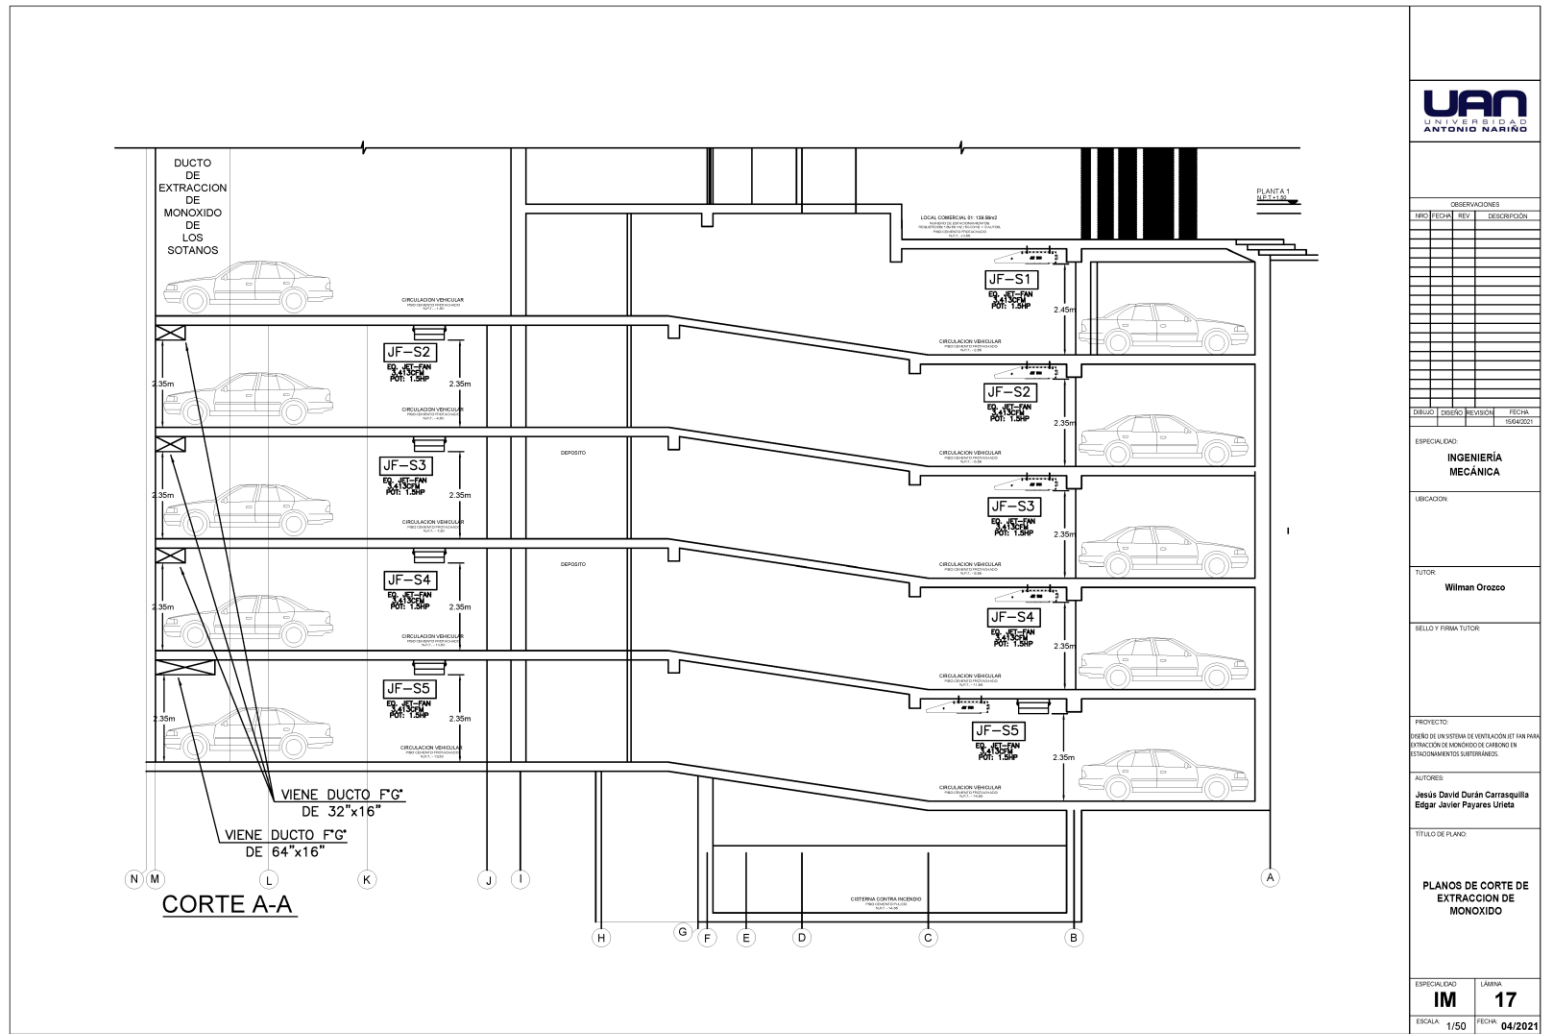 DUCTO
DE
EXTRACCION
DE
MONOXIDO
DE
LOS
SOTANOS
PLANTA 1
N.P.T.+1.50
LOCAL COMERCIAL 01: 138.98m2
CIRCULACION VEHICULAR
JF-S1
EQ. JET-FAN
3,413CFM
POT: 1.5HP
2.45m
CIRCULACION VEHICULAR
JF-S2
EQ. JET-FAN
3,413CFM
POT: 1.5HP
2.35m
2.35m
CIRCULACION VEHICULAR
JF-S2
EQ. JET-FAN
3,413CFM
POT: 1.5HP
2.35m
CIRCULACION VEHICULAR
JF-S3
EQ. JET-FAN
3,413CFM
POT: 1.5HP
2.35m
2.35m
CIRCULACION VEHICULAR
DEPOSITO
JF-S3
EQ. JET-FAN
3,413CFM
POT: 1.5HP
2.35m
CIRCULACION VEHICULAR
JF-S4
EQ. JET-FAN
3,413CFM
POT: 1.5HP
2.35m
2.35m
CIRCULACION VEHICULAR
DEPOSITO
JF-S4
EQ. JET-FAN
3,413CFM
POT: 1.5HP
2.35m
CIRCULACION VEHICULAR
JF-S5
EQ. JET-FAN
3,413CFM
POT: 1.5HP
2.35m
2.35m
CIRCULACION VEHICULAR
JF-S5
EQ. JET-FAN
3,413CFM
POT: 1.5HP
2.35m
CIRCULACION VEHICULAR
VIENE DUCTO F°G°
DE 32"x16"
VIENE DUCTO F°G°
DE 64"x16"
CISTERNA CONTRA INCENDIO
N M L K J I H G F E D C B A
CORTE A-A
UAN
UNIVERSIDAD
ANTONIO NARIÑO
OBSERVACIONES
NRO FECHA REV DESCRIPCIÓN
DIBUJO DISEÑO REVISIÓN FECHA
15/04/2021
ESPECIALIDAD:
INGENIERÍA
MECÁNICA
UBICACION:
TUTOR:
Wilman Orozco
SELLO Y FIRMA TUTOR:
PROYECTO:
DISEÑO DE UN SISTEMA DE VENTILACIÓN JET FAN PARA
EXTRACCIÓN DE MONÓXIDO DE CARBONO EN
ESTACIONAMIENTOS SUBTERRÁNEOS.
AUTORES:
Jesús David Durán Carrasquilla
Edgar Javier Payares Urieta
TÍTULO DE PLANO:
PLANOS DE CORTE DE
EXTRACCION DE
MONOXIDO
ESPECIALIDAD
IM
LÁMINA
17
ESCALA: 1/50
FECHA: 04/2021